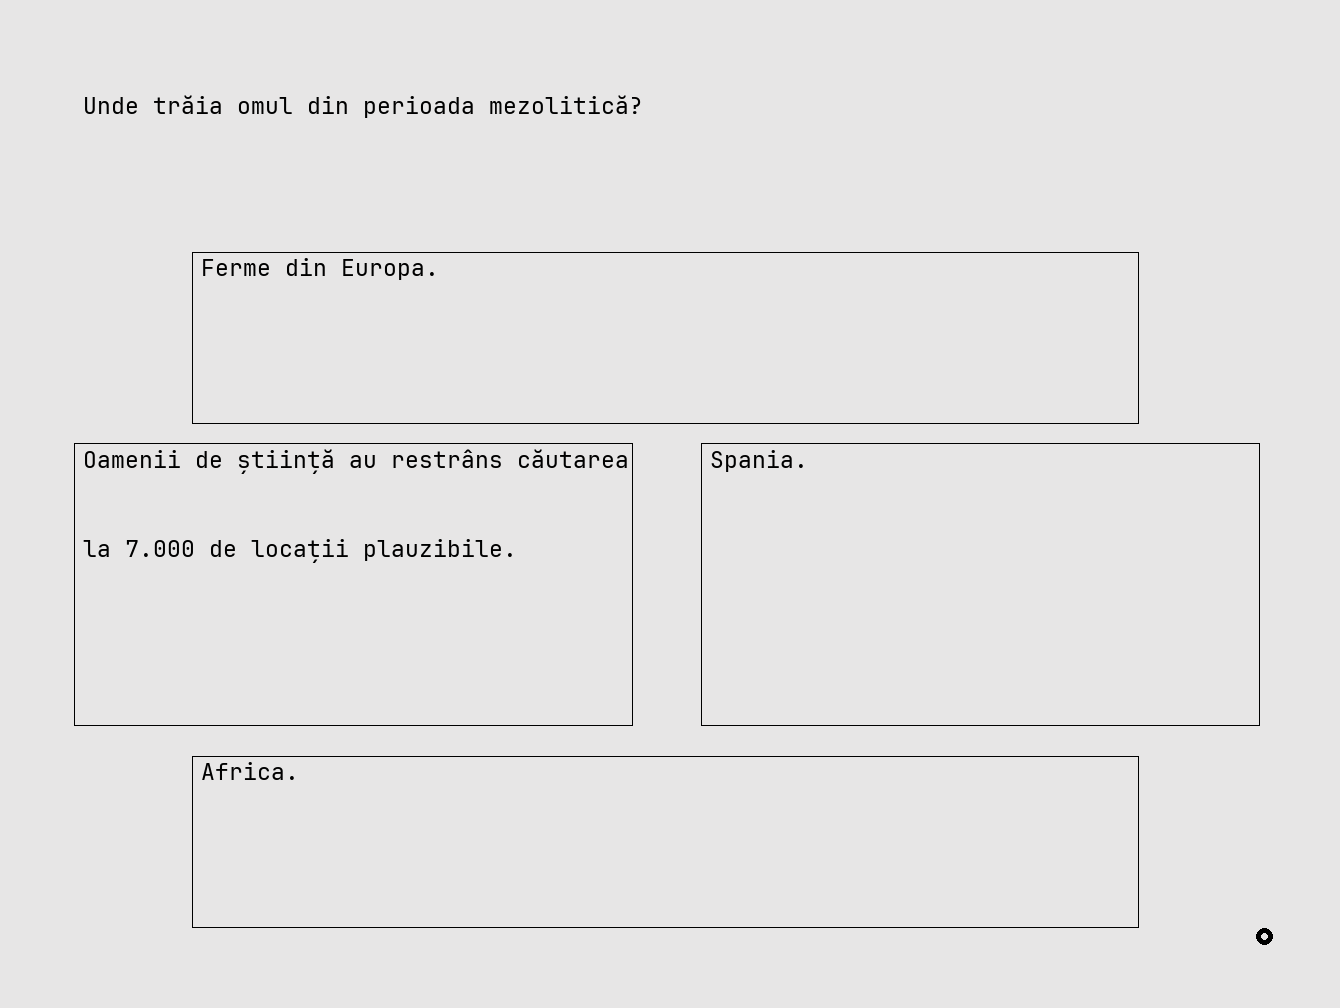 Unde trăia omul din perioada mezolitică?
Ferme din Europa.
Oamenii de știință au restrâns căutarea
la 7.000 de locații plauzibile.
Spania.
Africa.